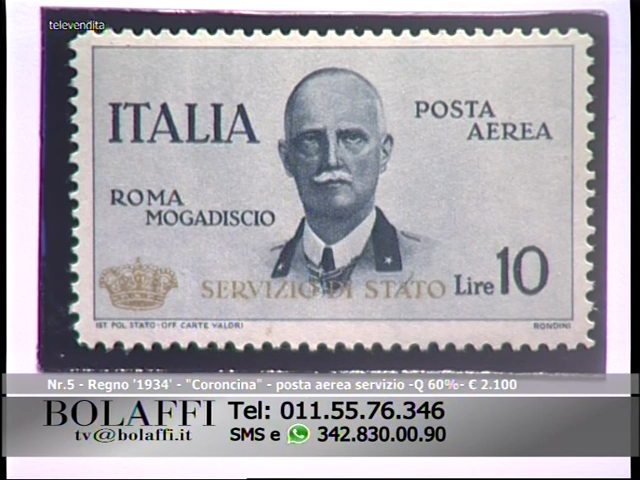 televendita
ITALIA
POSTA
AEREA
ROMA
MOGADISCIO
SERVIZIO DI STATO
Lire 10
IST. POL. STATO-OFF. CARTE VALORI
RONDINI
Nr.5 - Regno '1934' - "Coroncina" - posta aerea servizio -Q 60%- € 2.100
BOLAFFI
tv@bolaffi.it
Tel: 011.55.76.346
SMS e 342.830.00.90